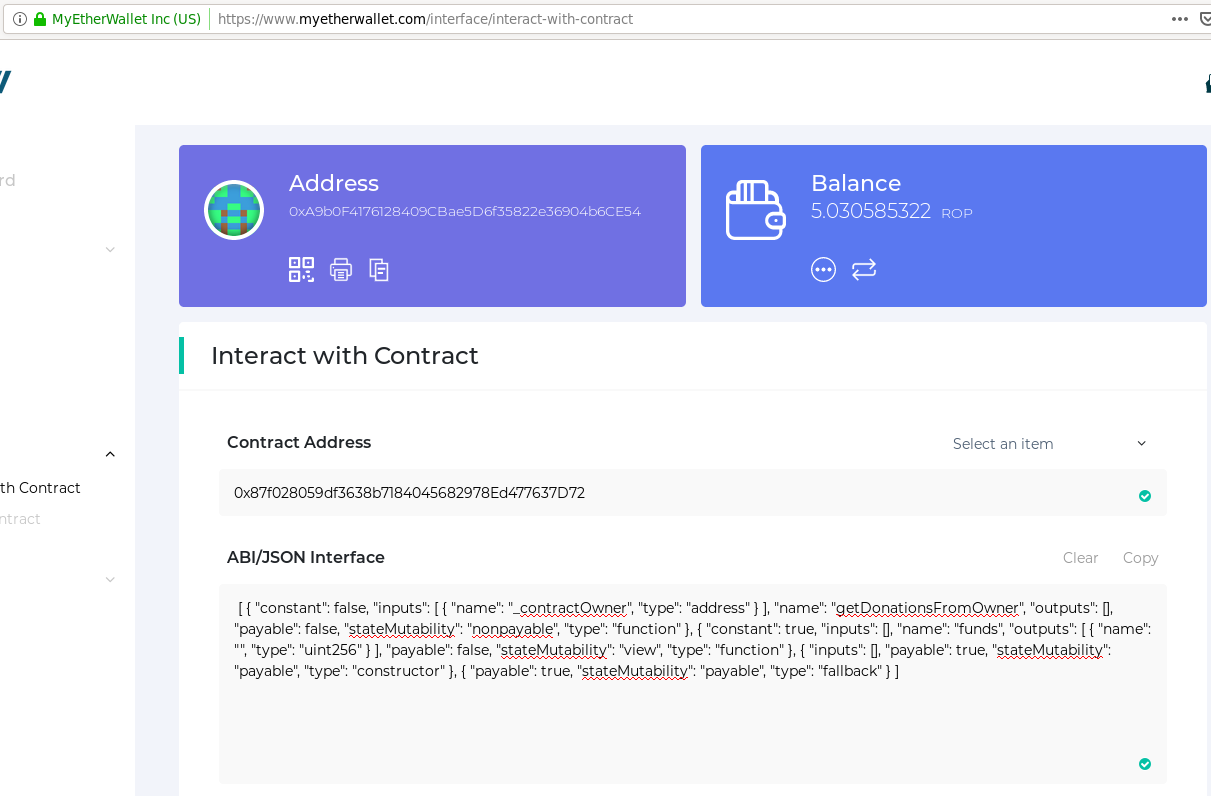 MyEtherWallet Inc (US) https://www.myetherwallet.com/interface/interact-with-contract
rd
Address
0xA9b0F4176128409CBae5D6f35822e36904b6CE54
Balance
5.030585322 ROP
Interact with Contract
Contract Address
Select an item
th Contract
0x87f028059df3638b7184045682978Ed477637D72
ntract
ABI/JSON Interface
Clear Copy
[ { "constant": false, "inputs": [ { "name": "_contractOwner", "type": "address" } ], "name": "getDonationsFromOwner", "outputs": [],
"payable": false, "stateMutability": "nonpayable", "type": "function" }, { "constant": true, "inputs": [], "name": "funds", "outputs": [ { "name":
"", "type": "uint256" } ], "payable": false, "stateMutability": "view", "type": "function" }, { "inputs": [], "payable": true, "stateMutability":
"payable", "type": "constructor" }, { "payable": true, "stateMutability": "payable", "type": "fallback" } ]